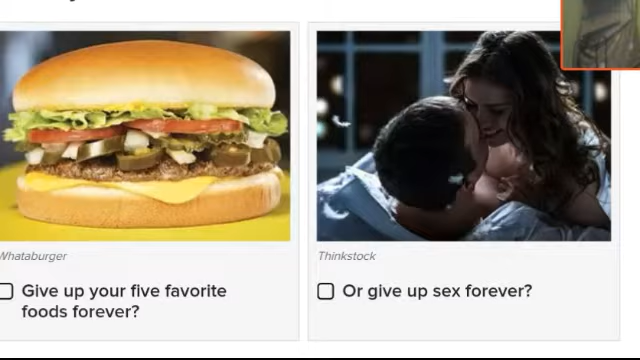 Whataburger
Give up your five favorite
foods forever?
Thinkstock
Or give up sex forever?